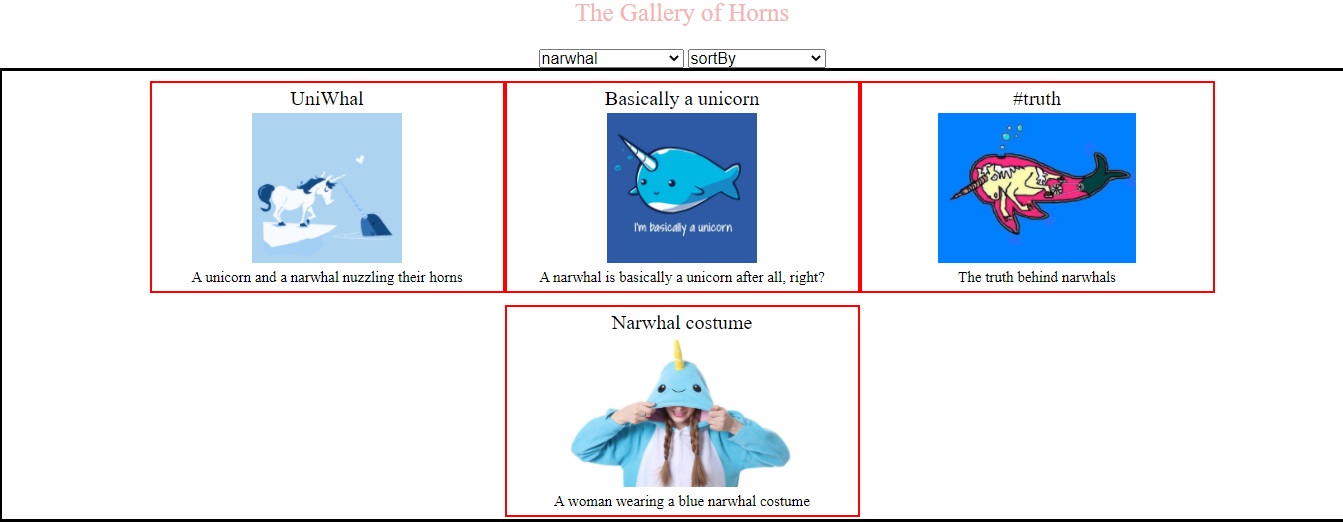 The Gallery of Horns
narwhal sortBy
UniWhal
A unicorn and a narwhal nuzzling their horns
Basically a unicorn
I'm basically a unicorn
A narwhal is basically a unicorn after all, right?
#truth
The truth behind narwhals
Narwhal costume
A woman wearing a blue narwhal costume